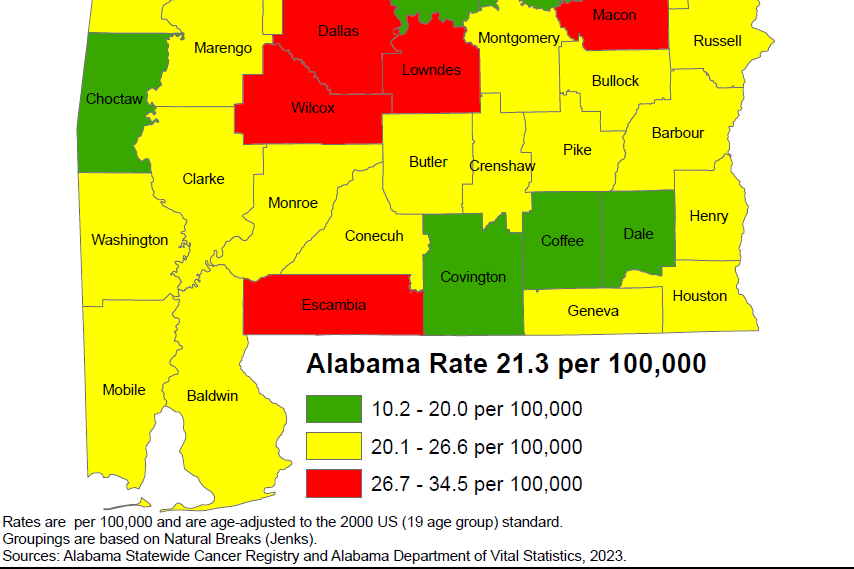 Macon
Dallas
Montgomery
Russell
Marengo
Lowndes
Bullock
Choctaw
Wilcox
Barbour
Pike
Butler
Crenshaw
Clarke
Monroe
Henry
Conecuh
Dale
Washington
Coffee
Covington
Houston
Escambia
Geneva
Alabama Rate 21.3 per 100,000
Mobile
Baldwin
10.2 - 20.0 per 100,000
20.1 - 26.6 per 100,000
26.7 - 34.5 per 100,000
Rates are  per 100,000 and are age-adjusted to the 2000 US (19 age group) standard.
Groupings are based on Natural Breaks (Jenks).
Sources: Alabama Statewide Cancer Registry and Alabama Department of Vital Statistics, 2023.